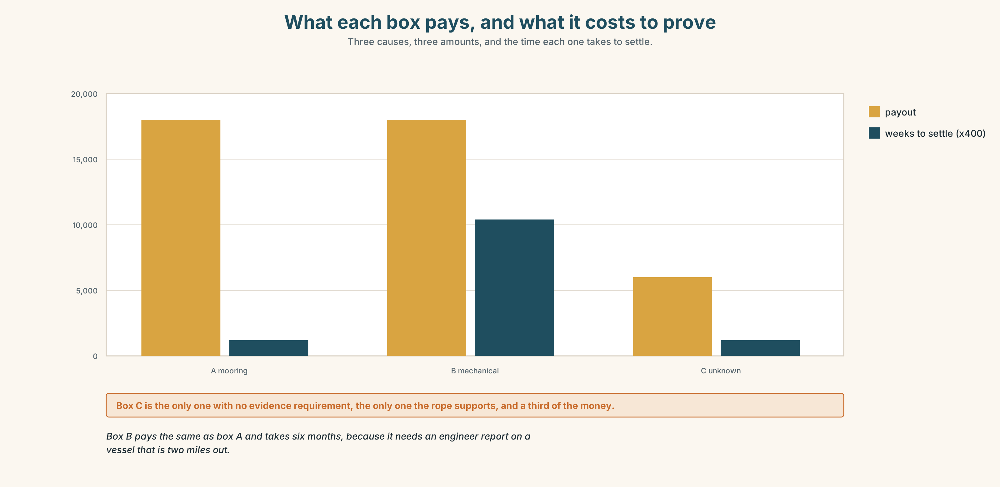 What each box pays, and what it costs to prove
Three causes, three amounts, and the time each one takes to settle.
20,000
15,000
10,000
5,000
0
payout
weeks to settle (x400)
A mooring
B mechanical
C unknown
Box C is the only one with no evidence requirement, the only one the rope supports, and a third of the money.
Box B pays the same as box A and takes six months, because it needs an engineer report on a
vessel that is two miles out.